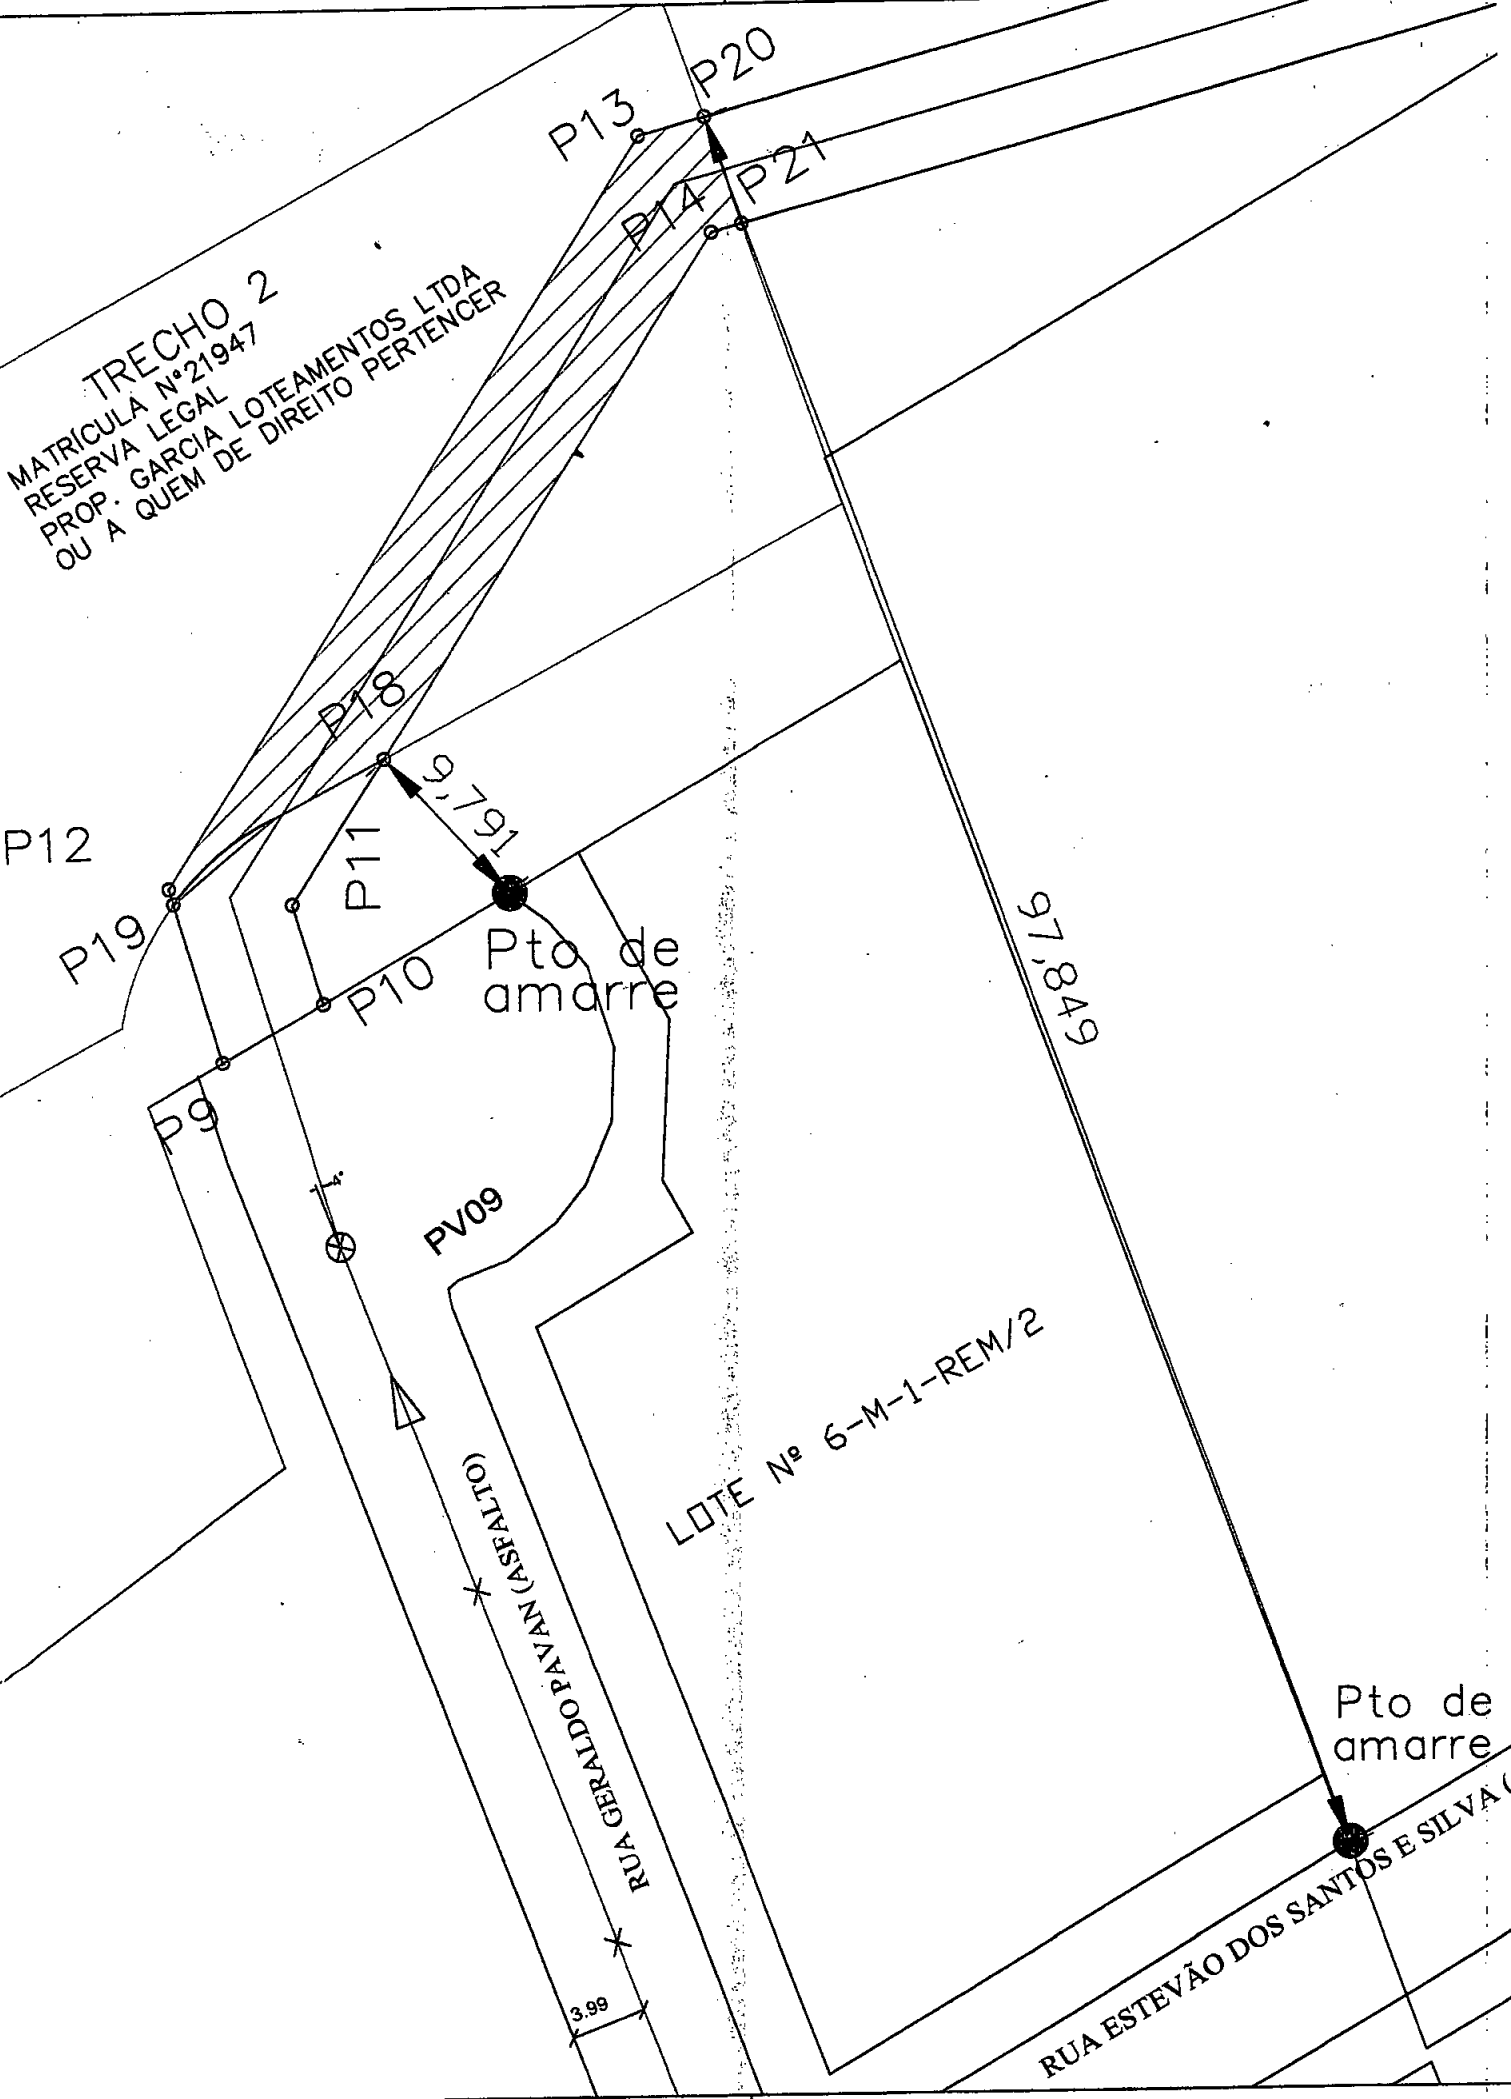 P20
P13
P21
P14
TRECHO 2
MATRÍCULA Nº21947
RESERVA LEGAL
PROP. GARCIA LOTEAMENTOS LTDA
OU A QUEM DE DIREITO PERTENCER
P18
9,791
P12
P11
P19
Pto de
amarre
P10
97,849
P9
PV09
LOTE Nº 6-M-1-REM/2
RUA GERALDO PAVAN (ASFALTO)
Pto de
amarre
RUA ESTEVÃO DOS SANTOS E SILVA (
3.99